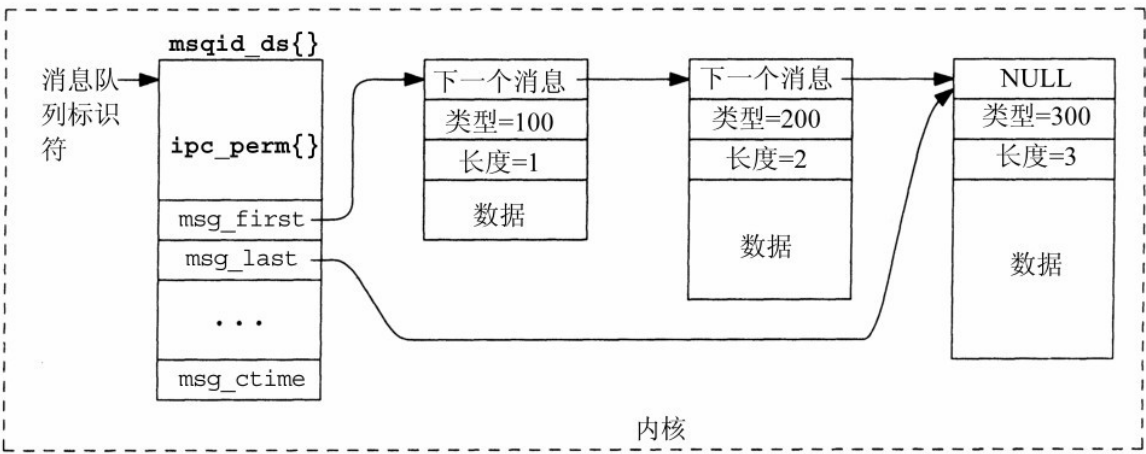 msqid_ds{}
消息队
列标识
符
ipc_perm{}
msg_first
msg_last
...
msg_ctime
下一个消息
类型=100
长度=1
数据
下一个消息
类型=200
长度=2
数据
NULL
类型=300
长度=3
数据
内核